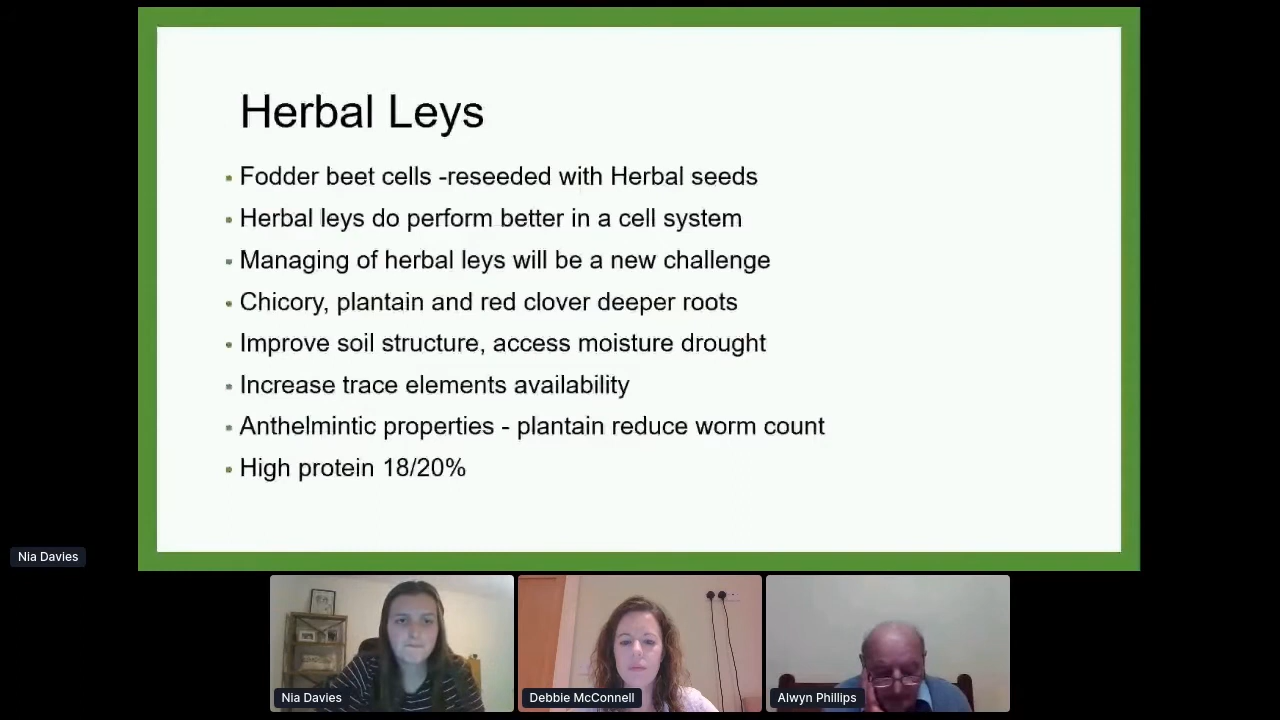 Herbal Leys
Fodder beet cells -reseeded with Herbal seeds
Herbal leys do perform better in a cell system
Managing of herbal leys will be a new challenge
Chicory, plantain and red clover deeper roots
Improve soil structure, access moisture drought
Increase trace elements availability
Anthelmintic properties - plantain reduce worm count
High protein 18/20%
Nia Davies
Nia Davies
Debbie McConnell
Alwyn Phillips